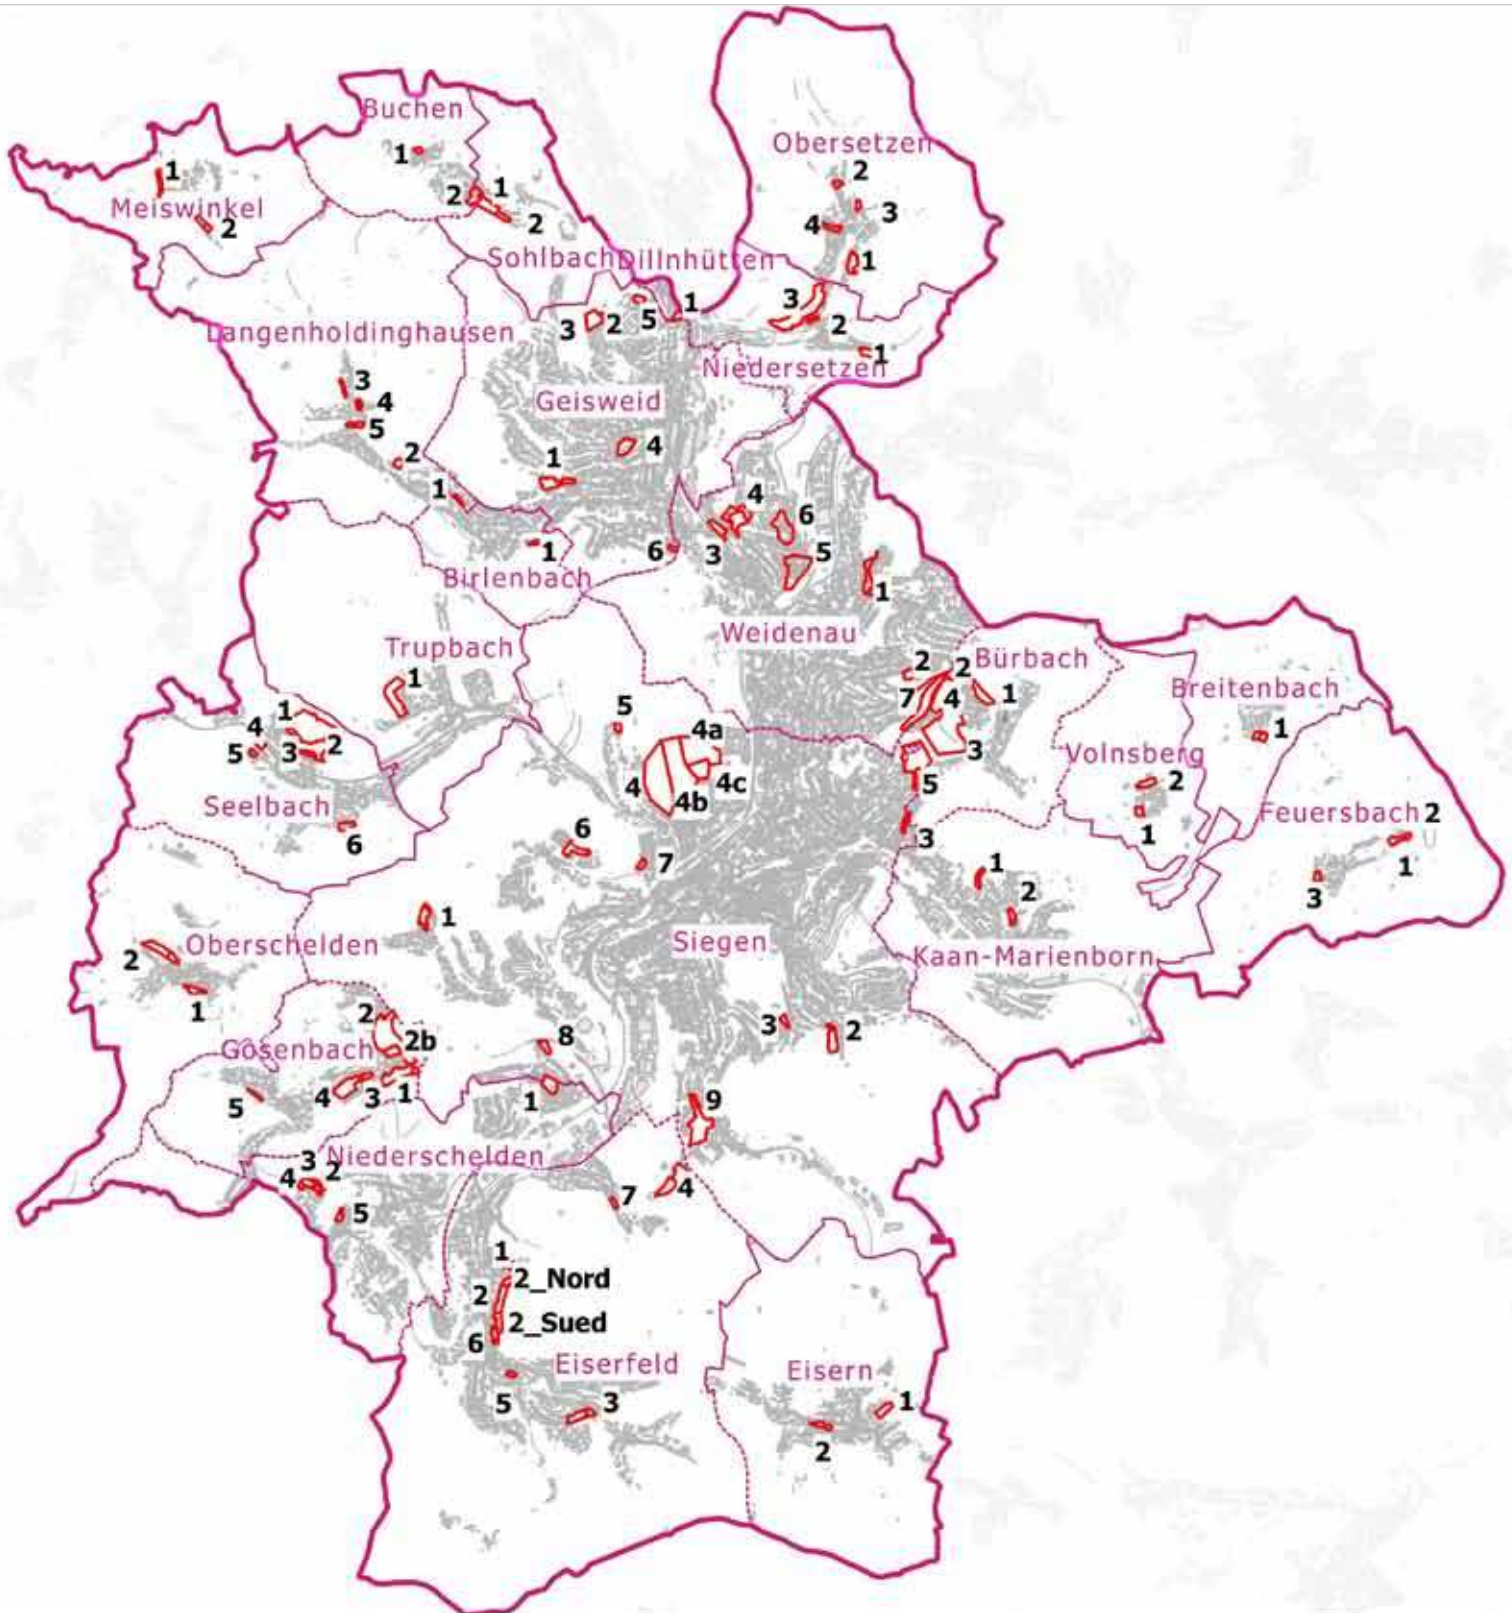 Buchen
1
Obersetzen
2
1
Meiswinkel
2
2
1
2
3
4
1
Sohlbach
Dillnhütten
3
1
3
2
5
2
Langenholdinghausen
1
Niedersetzen
3
4
5
Geisweid
4
2
1
1
4
6
3
5
6
1
1
Birlenbach
Weidenau
Trupbach
1
2
2
Bürbach
1
7
4
Breitenbach
5
1
4
4a
3
1
5
3
2
Volnsberg
2
4
4c
5
4b
Seelbach
1
Feuersbach
2
6
6
3
7
1
1
3
2
1
Oberschelden
Siegen
2
Kaan-Marienborn
1
2
2b
3
2
8
Gosenbach
4
3
1
5
1
9
Niederschelden
3
2
4
4
7
5
1
2_Nord
2
2_Sued
6
Eiserfeld
Eisern
5
3
1
2